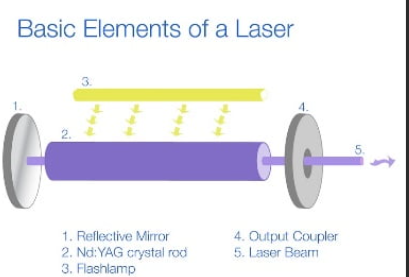 Basic Elements of a Laser
3.
1.
4.
2.
5.
1. Reflective Mirror
2. Nd:YAG crystal rod
3. Flashlamp
4. Output Coupler
5. Laser Beam